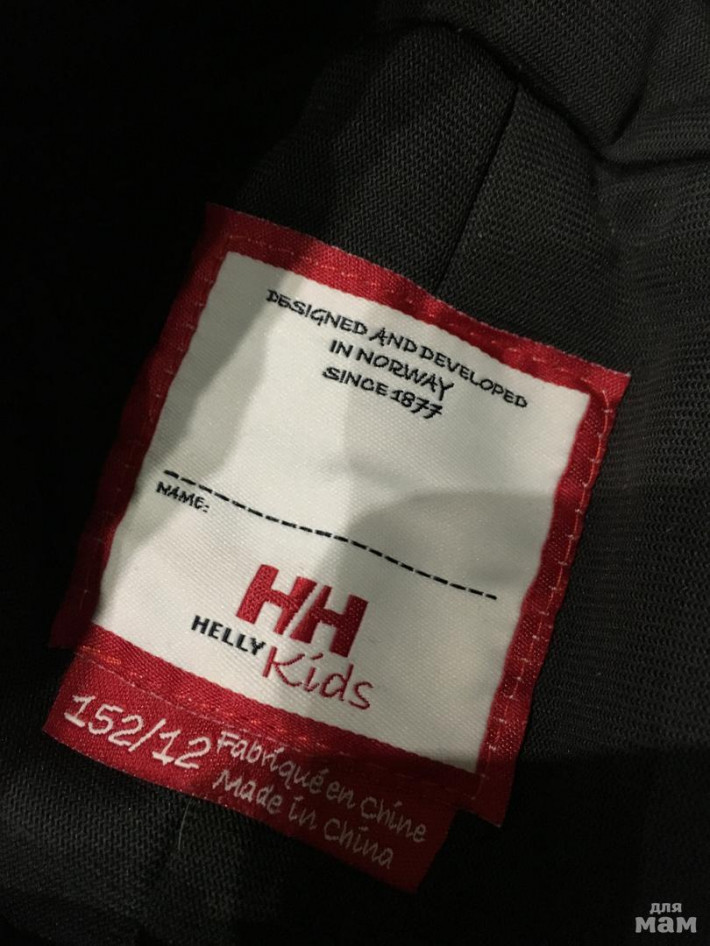 DESIGNED AND DEVELOPED
IN NORWAY
SINCE 1877
NAME:
HH
HELLY Kids
152/12
Fabriqué en Chine
Made in China
для
мам